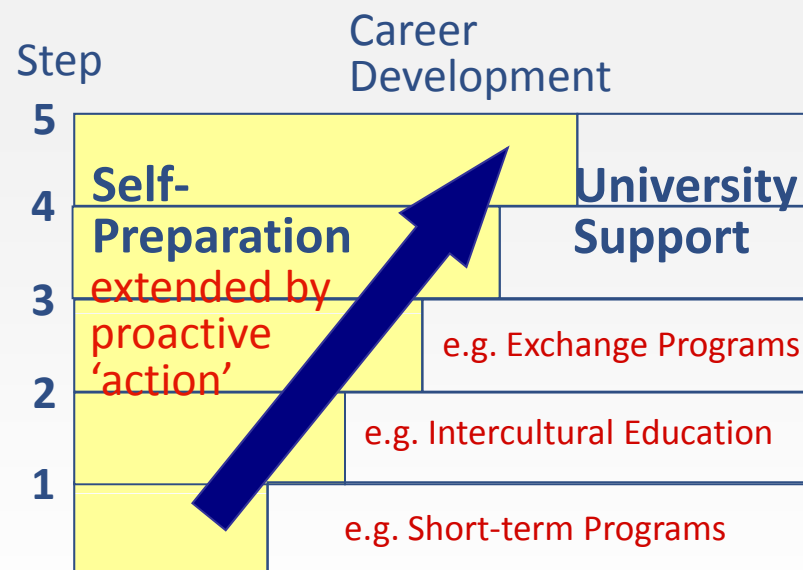 Career
Development
Step
5
Self-
Preparation
extended by
proactive
‘action’
University
Support
4
3
e.g. Exchange Programs
2
e.g. Intercultural Education
1
e.g. Short-term Programs